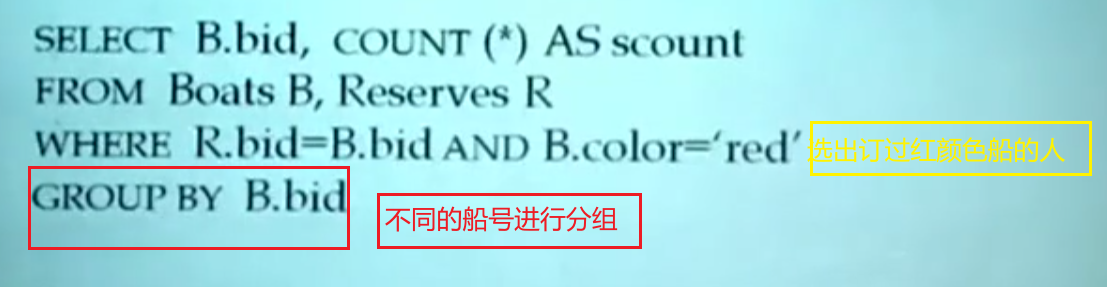 SELECT B.bid, COUNT (*) AS scount
FROM Boats B, Reserves R
WHERE R.bid=B.bid AND B.color=‘red’ 选出订过红颜色船的人
GROUP BY B.bid 不同的船号进行分组